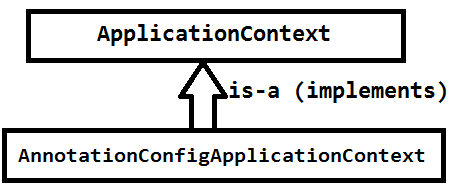 ApplicationContext
is-a (implements)
AnnotationConfigApplicationContext